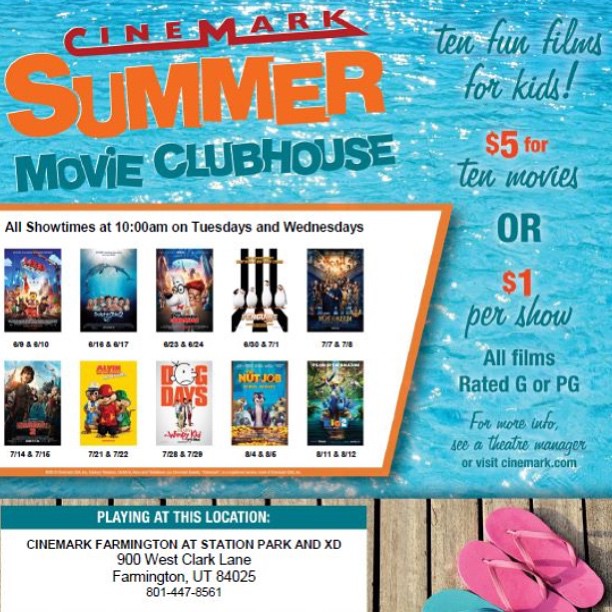 CINEMARK
SUMMER
MOVIE CLUBHOUSE
ten fun films
for kids!
$5 for
ten movies
OR
$1
per show
All films
Rated G or PG
For more info,
see a theatre manager
or visit cinemark.com
All Showtimes at 10:00am on Tuesdays and Wednesdays
6/9 & 6/10
6/16 & 6/17
6/23 & 6/24
6/30 & 7/1
7/7 & 7/8
ALVIN
DOG
DAYS
Wimpy Kid
THE
NUT JOB
2
7/14 & 7/15
7/21 & 7/22
7/28 & 7/29
8/4 & 8/5
8/11 & 8/12
PLAYING AT THIS LOCATION:
CINEMARK FARMINGTON AT STATION PARK AND XD
900 West Clark Lane
Farmington, UT 84025
801-447-8561